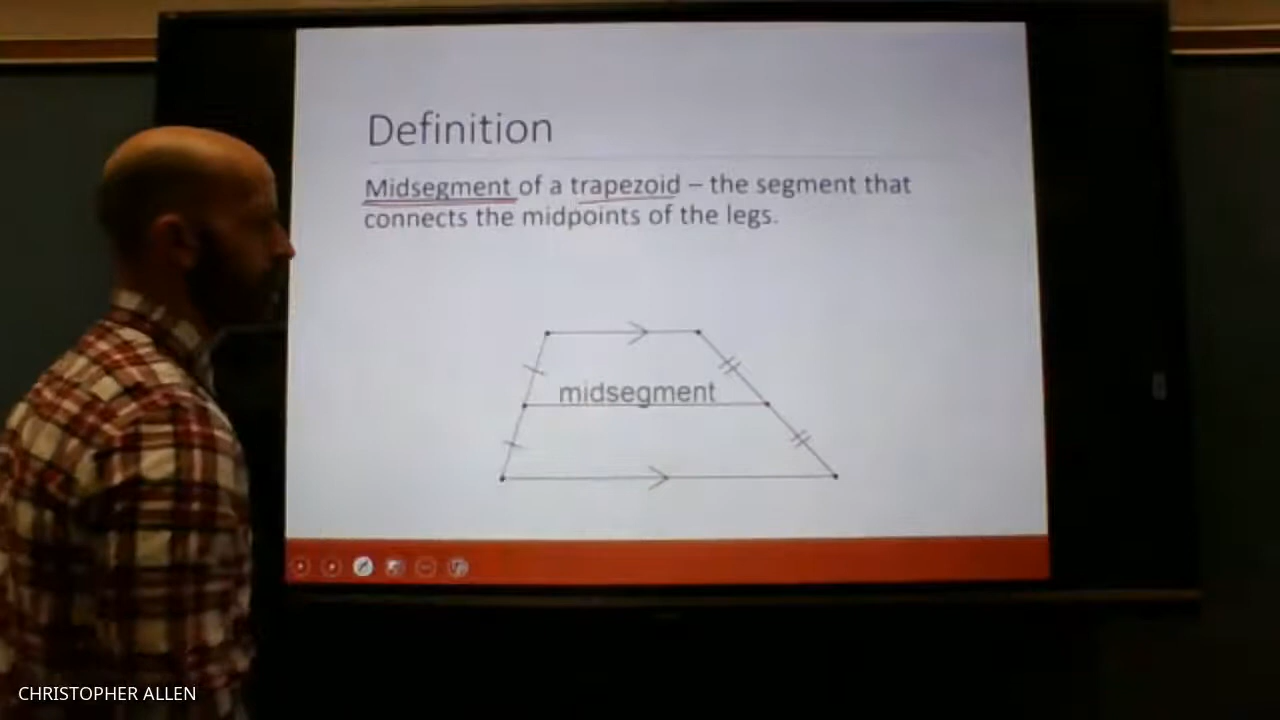 Definition
Midsegment of a trapezoid – the segment that
connects the midpoints of the legs.
midsegment
CHRISTOPHER ALLEN